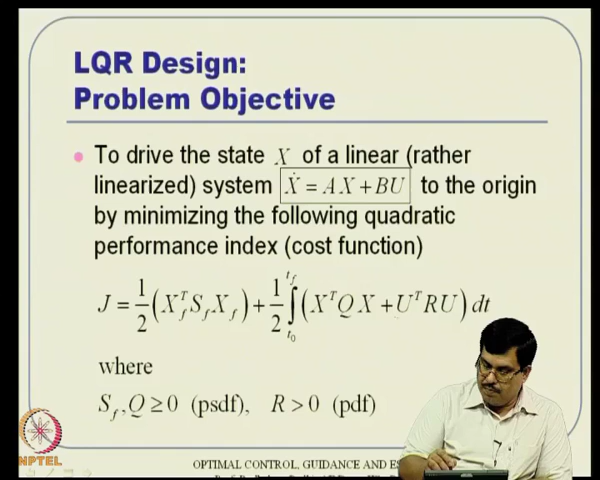 LQR Design:
Problem Objective
To drive the state X of a linear (rather
linearized) system Ẋ = AX + BU to the origin
by minimizing the following quadratic
performance index (cost function)
J = 1/2 (X_f^T S_f X_f) + 1/2 ∫_{t_0}^{t_f} (X^T Q X + U^T R U) dt
where
S_f, Q ≥ 0 (psdf), R > 0 (pdf)
NPTEL
OPTIMAL CONTROL, GUIDANCE AND